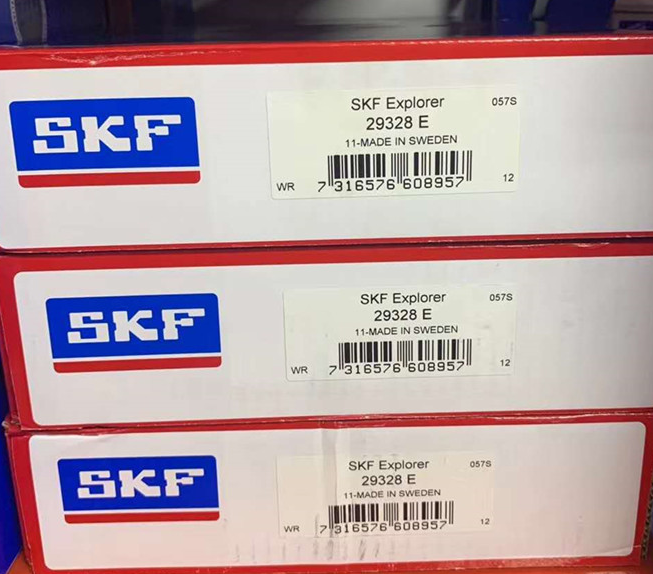 SKF
SKF Explorer
057S
29328 E
11-MADE IN SWEDEN
WR
7 316576 608957
12
SKF
SKF Explorer
057S
29328 E
11-MADE IN SWEDEN
WR
7 316576 608957
12
SKF
SKF Explorer
057S
29328 E
11-MADE IN SWEDEN
WR
7 316576 608957
12